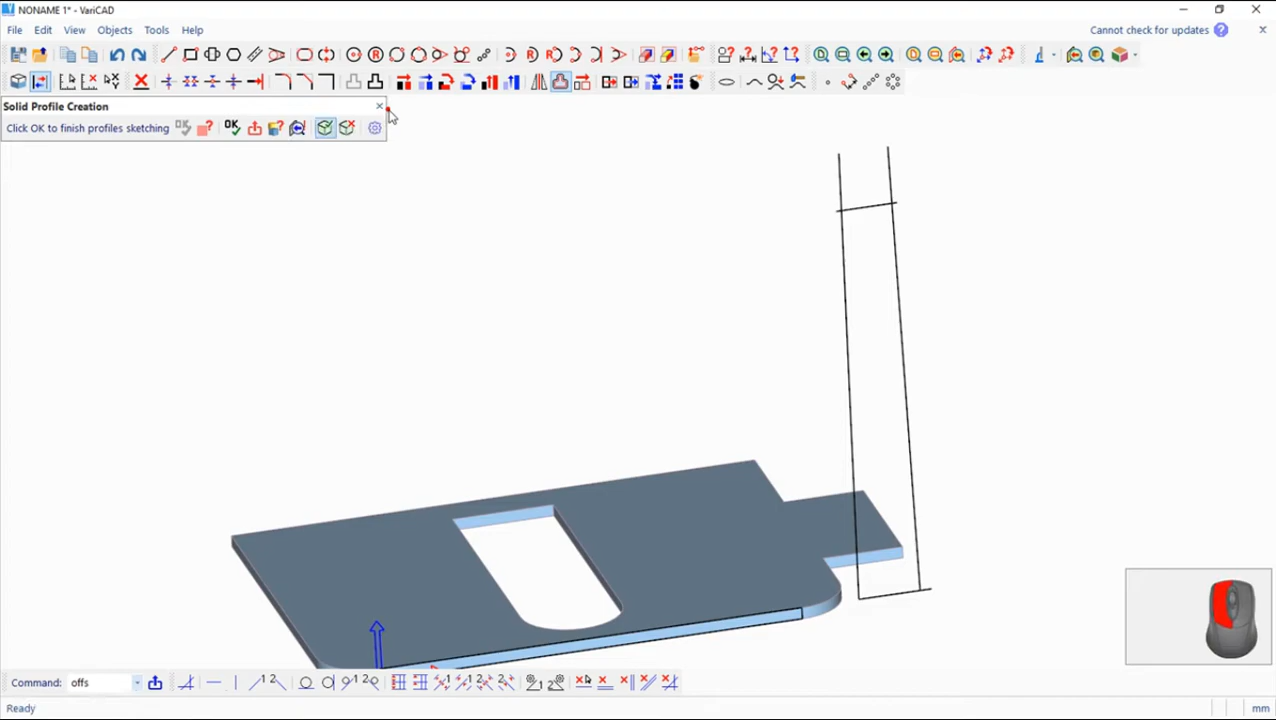 NONAME 1* - VariCAD
File Edit View Objects Tools Help
Cannot check for updates
Solid Profile Creation
Click OK to finish profiles sketching
OK
Command: offs
Ready
mm